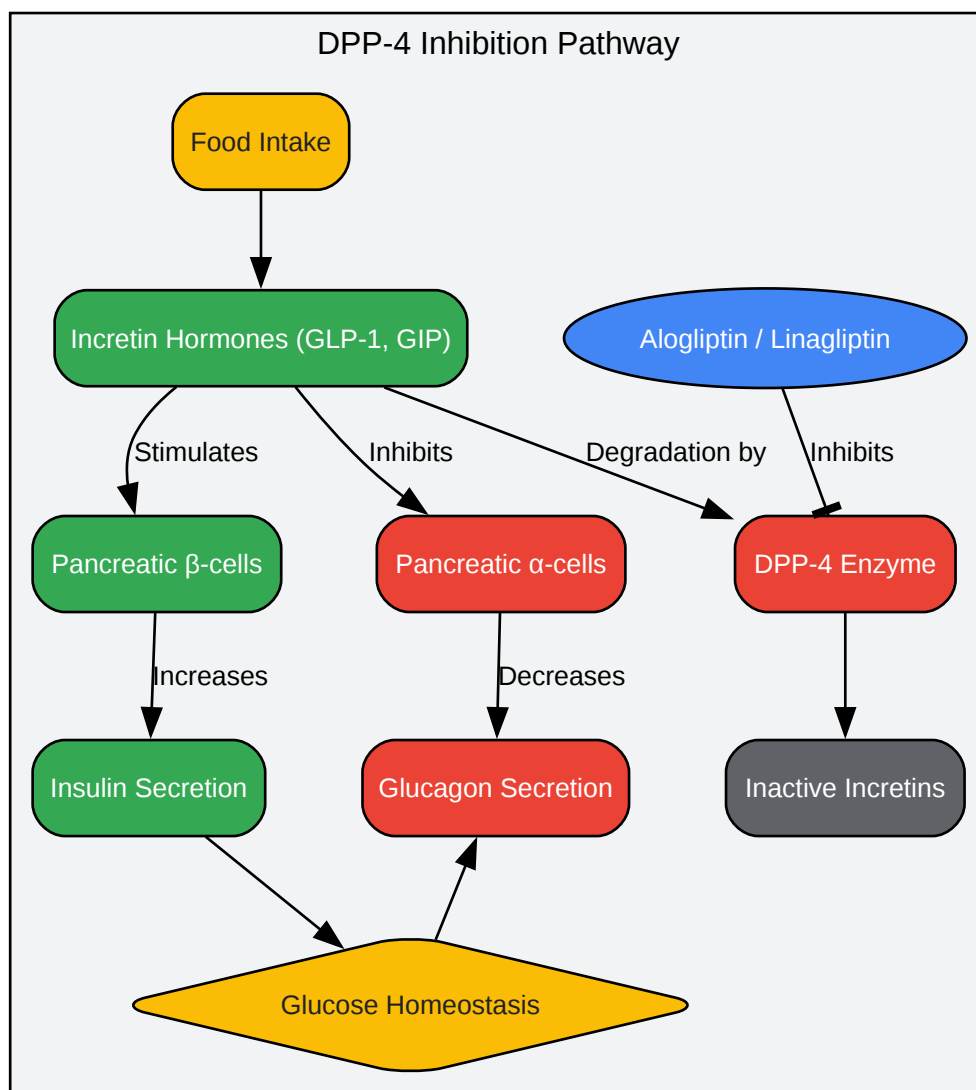 DPP-4 Inhibition Pathway
Food Intake
Incretin Hormones (GLP-1, GIP)
Alogliptin / Linagliptin
Stimulates
Inhibits
Degradation by
Inhibits
Pancreatic β-cells
Pancreatic α-cells
DPP-4 Enzyme
Increases
Decreases
Insulin Secretion
Glucagon Secretion
Inactive Incretins
Glucose Homeostasis